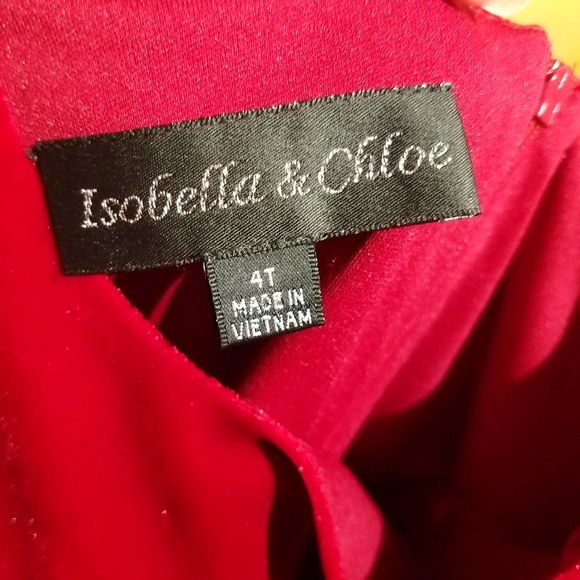 Isobella & Chloe
4T
MADE IN
VIETNAM